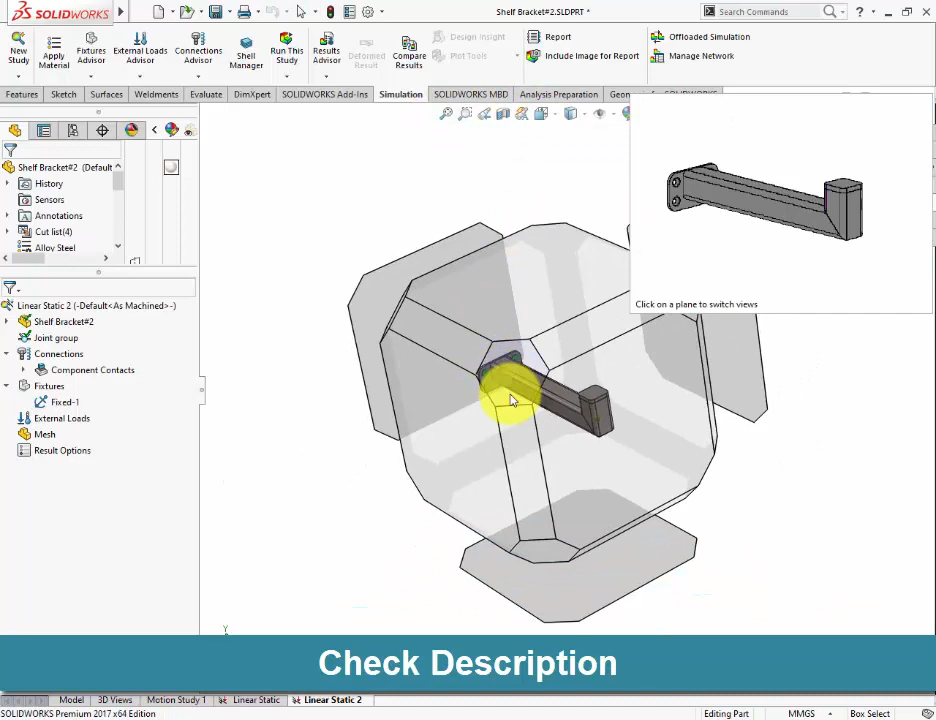 SOLIDWORKS
Shelf Bracket#2.SLDPRT *
Search Commands
New Study
Apply Material
Fixtures Advisor
External Loads Advisor
Connections Advisor
Shell Manager
Run This Study
Results Advisor
Deformed Result
Compare Results
Design Insight
Plot Tools
Report
Include Image for Report
Offloaded Simulation
Manage Network
Features Sketch Surfaces Weldments Evaluate DimXpert SOLIDWORKS Add-Ins Simulation SOLIDWORKS MBD Analysis Preparation
Shelf Bracket#2 (Default
History
Sensors
Annotations
Cut list(4)
Alloy Steel
Click on a plane to switch views
Linear Static 2 (-Default<As Machined>-)
Shelf Bracket#2
Joint group
Connections
Component Contacts
Fixtures
Fixed-1
External Loads
Mesh
Result Options
Y
Check Description
Model 3D Views Motion Study 1 Linear Static Linear Static 2
SOLIDWORKS Premium 2017 x64 Edition Editing Part MMGS Box Select